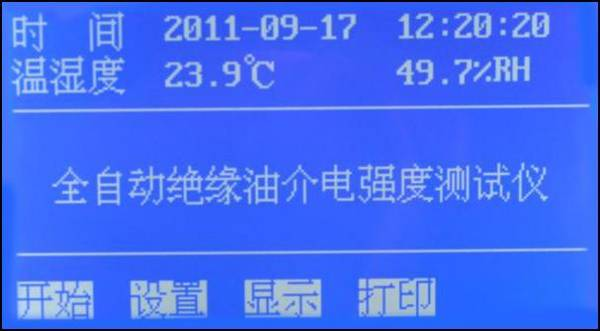 时 间 2011-09-17 12:20:20
温湿度 23.9℃ 49.7%RH
全自动绝缘油介电强度测试仪
开始 设置 显示 打印